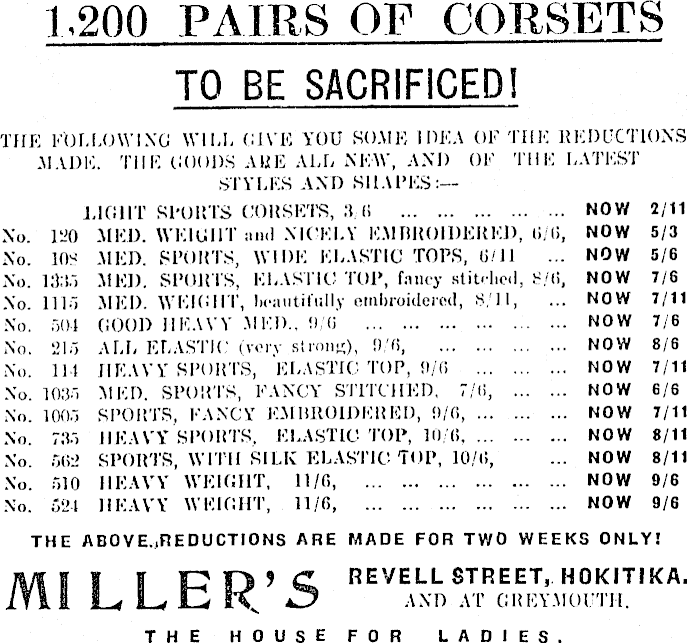 1,200 PAIRS OF CORSETS
TO BE SACRIFICED!
THE FOLLOWING WILL GIVE YOU SOME IDEA OF THE REDUCTIONS
MADE. THE GOODS ARE ALL NEW, AND OF THE LATEST
STYLES AND SHAPES:—
LIGHT SPORTS CORSETS, 3/6 ... ... ... ... ... ... NOW 2/11
No. 120 MED. WEIGHT and NICELY EMBROIDERED, 6/6, NOW 5/3
No. 108 MED. SPORTS, WIDE ELASTIC TOPS, 6/11 ... NOW 5/6
No. 1335 MED. SPORTS, ELASTIC TOP, fancy stitched, 8/6, NOW 7/6
No. 1115 MED. WEIGHT, beautifully embroidered, 8/11, ... NOW 7/11
No. 504 GOOD HEAVY MED., 9/6 ... ... ... ... ... NOW 7/6
No. 215 ALL ELASTIC (very strong), 9/6, ... ... ... ... NOW 8/6
No. 114 HEAVY SPORTS, ELASTIC TOP, 9/6 ... ... ... NOW 7/11
No. 1035 MED. SPORTS, FANCY STITCHED, 7/6, ... ... NOW 6/6
No. 1005 SPORTS, FANCY EMBROIDERED, 9/6, ... ... ... NOW 7/11
No. 735 HEAVY SPORTS, ELASTIC TOP, 10/6, ... ... ... NOW 8/11
No. 562 SPORTS, WITH SILK ELASTIC TOP, 10/6, ... NOW 8/11
No. 510 HEAVY WEIGHT, 11/6, ... ... ... ... ... ... NOW 9/6
No. 524 HEAVY WEIGHT, 11/6, ... ... ... ... ... ... NOW 9/6
THE ABOVE REDUCTIONS ARE MADE FOR TWO WEEKS ONLY!
MILLER'S REVELL STREET, HOKITIKA.
AND AT GREYMOUTH.
THE HOUSE FOR LADIES.